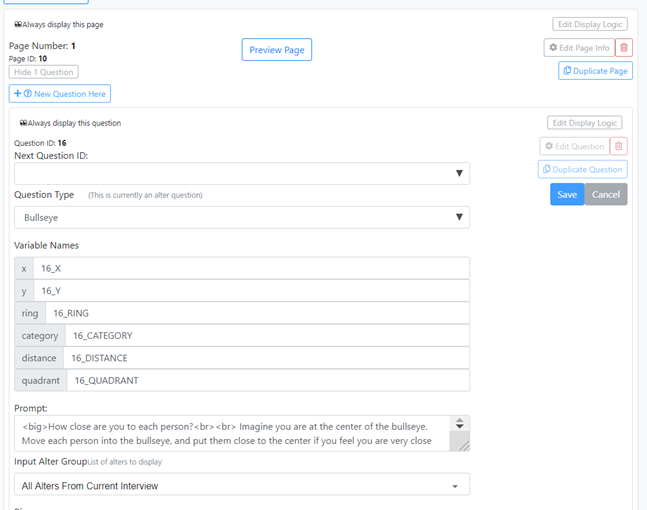 Always display this page
Edit Display Logic
Page Number: 1
Preview Page
Edit Page Info
Page ID: 10
Hide 1 Question
Duplicate Page
New Question Here
Always display this question
Edit Display Logic
Question ID: 16
Edit Question
Next Question ID:
Duplicate Question
Save Cancel
Question Type (This is currently an alter question)
Bullseye
Variable Names
x 16_X
y 16_Y
ring 16_RING
category 16_CATEGORY
distance 16_DISTANCE
quadrant 16_QUADRANT
Prompt:
<big>How close are you to each person?<br><br> Imagine you are at the center of the bullseye.
Move each person into the bullseye, and put them close to the center if you feel you are very close
Input Alter Group List of alters to display
All Alters From Current Interview